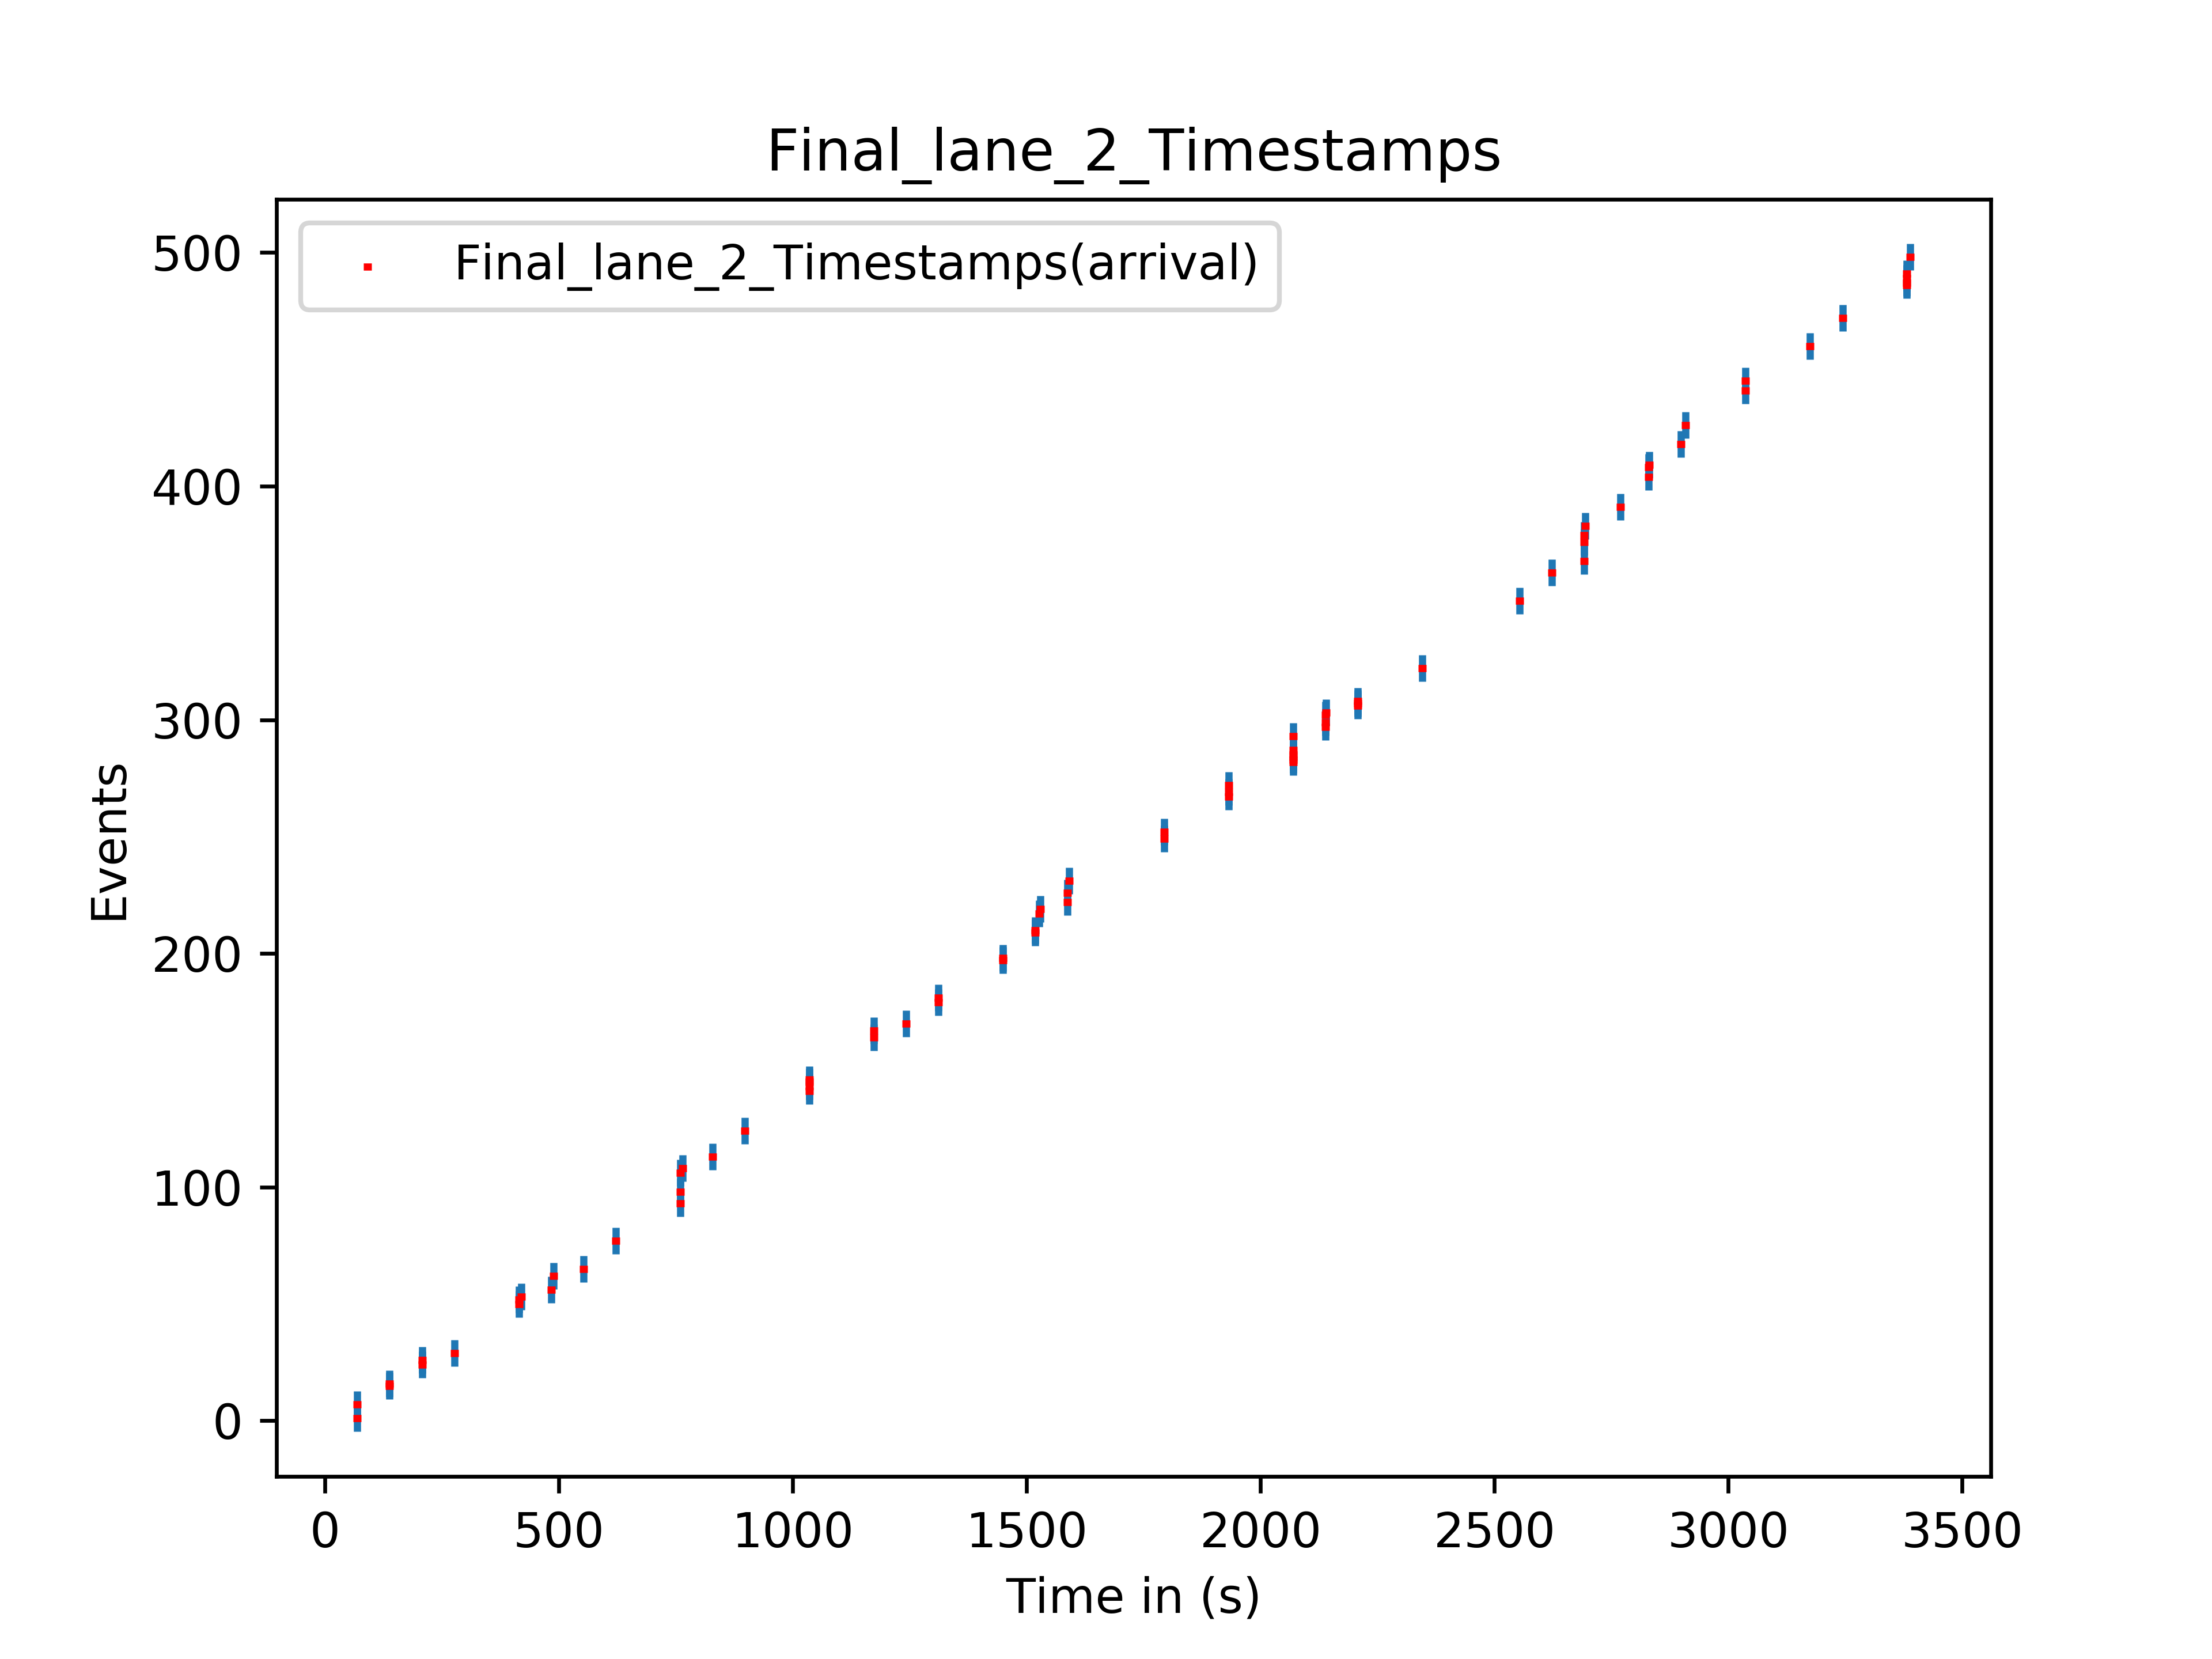 Final_lane_2_Timestamps
Final_lane_2_Timestamps(arrival)
500
400
300
200
100
0
Events
0 500 1000 1500 2000 2500 3000 3500
Time in (s)